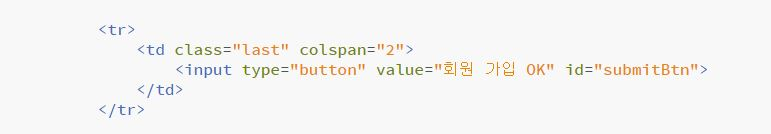 <tr>
<td class="last" colspan="2">
<input type="button" value="회원 가입 OK" id="submitBtn">
</td>
</tr>